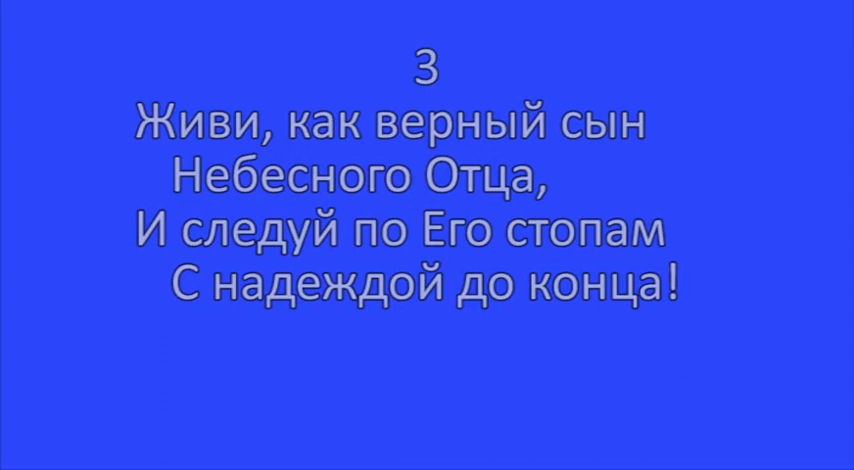 3
Живи, как верный сын
Небесного Отца,
И следуй по Его стопам
С надеждой до конца!